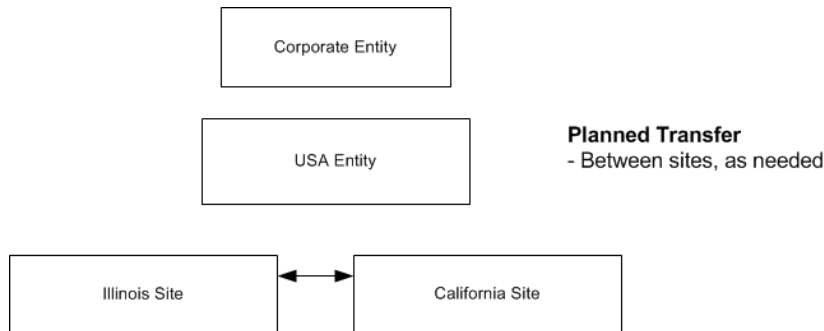 Corporate Entity
USA Entity
Planned Transfer
- Between sites, as needed
Illinois Site
California Site